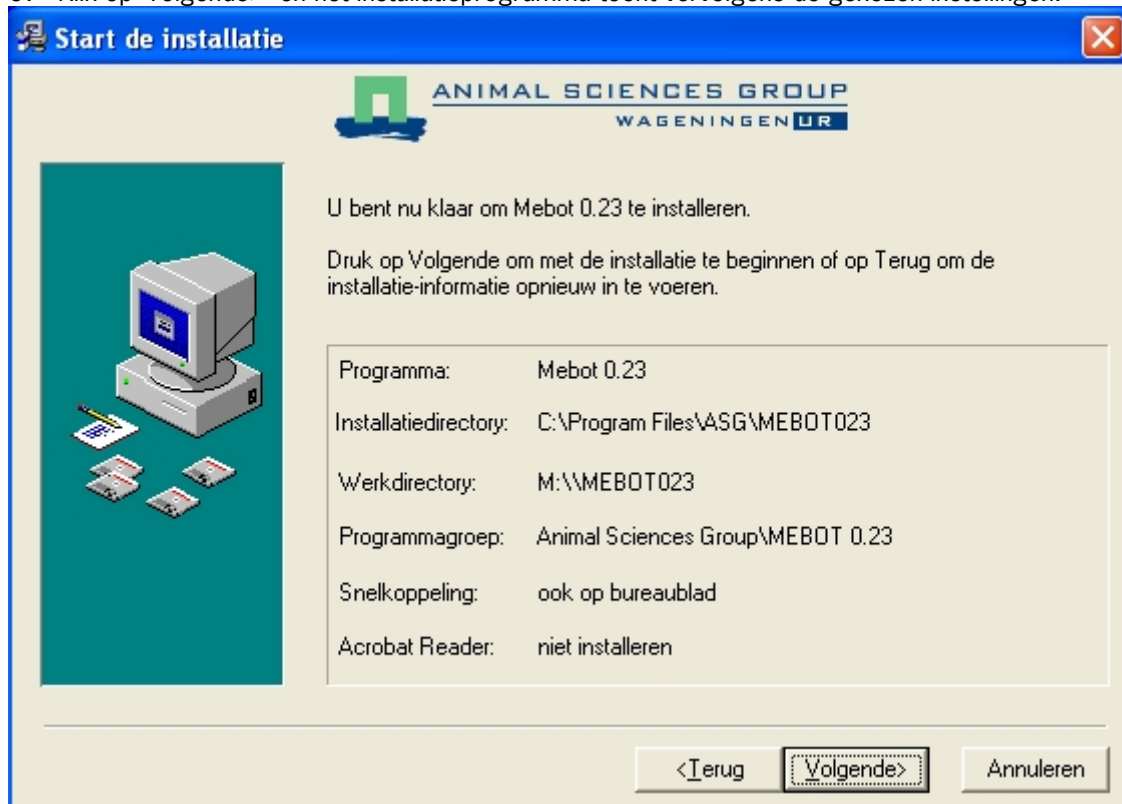 Start de installatie
ANIMAL SCIENCES GROUP
WAGENINGEN UR
U bent nu klaar om Mebot 0.23 te installeren.
Druk op Volgende om met de installatie te beginnen of op Terug om de
installatie-informatie opnieuw in te voeren.
Programma: Mebot 0.23
Installatiedirectory: C:\Program Files\ASG\MEBOT023
Werkdirectory: M:\\MEBOT023
Programmagroep: Animal Sciences Group\MEBOT 0.23
Snelkoppeling: ook op bureaublad
Acrobat Reader: niet installeren
<Terug Volgende> Annuleren